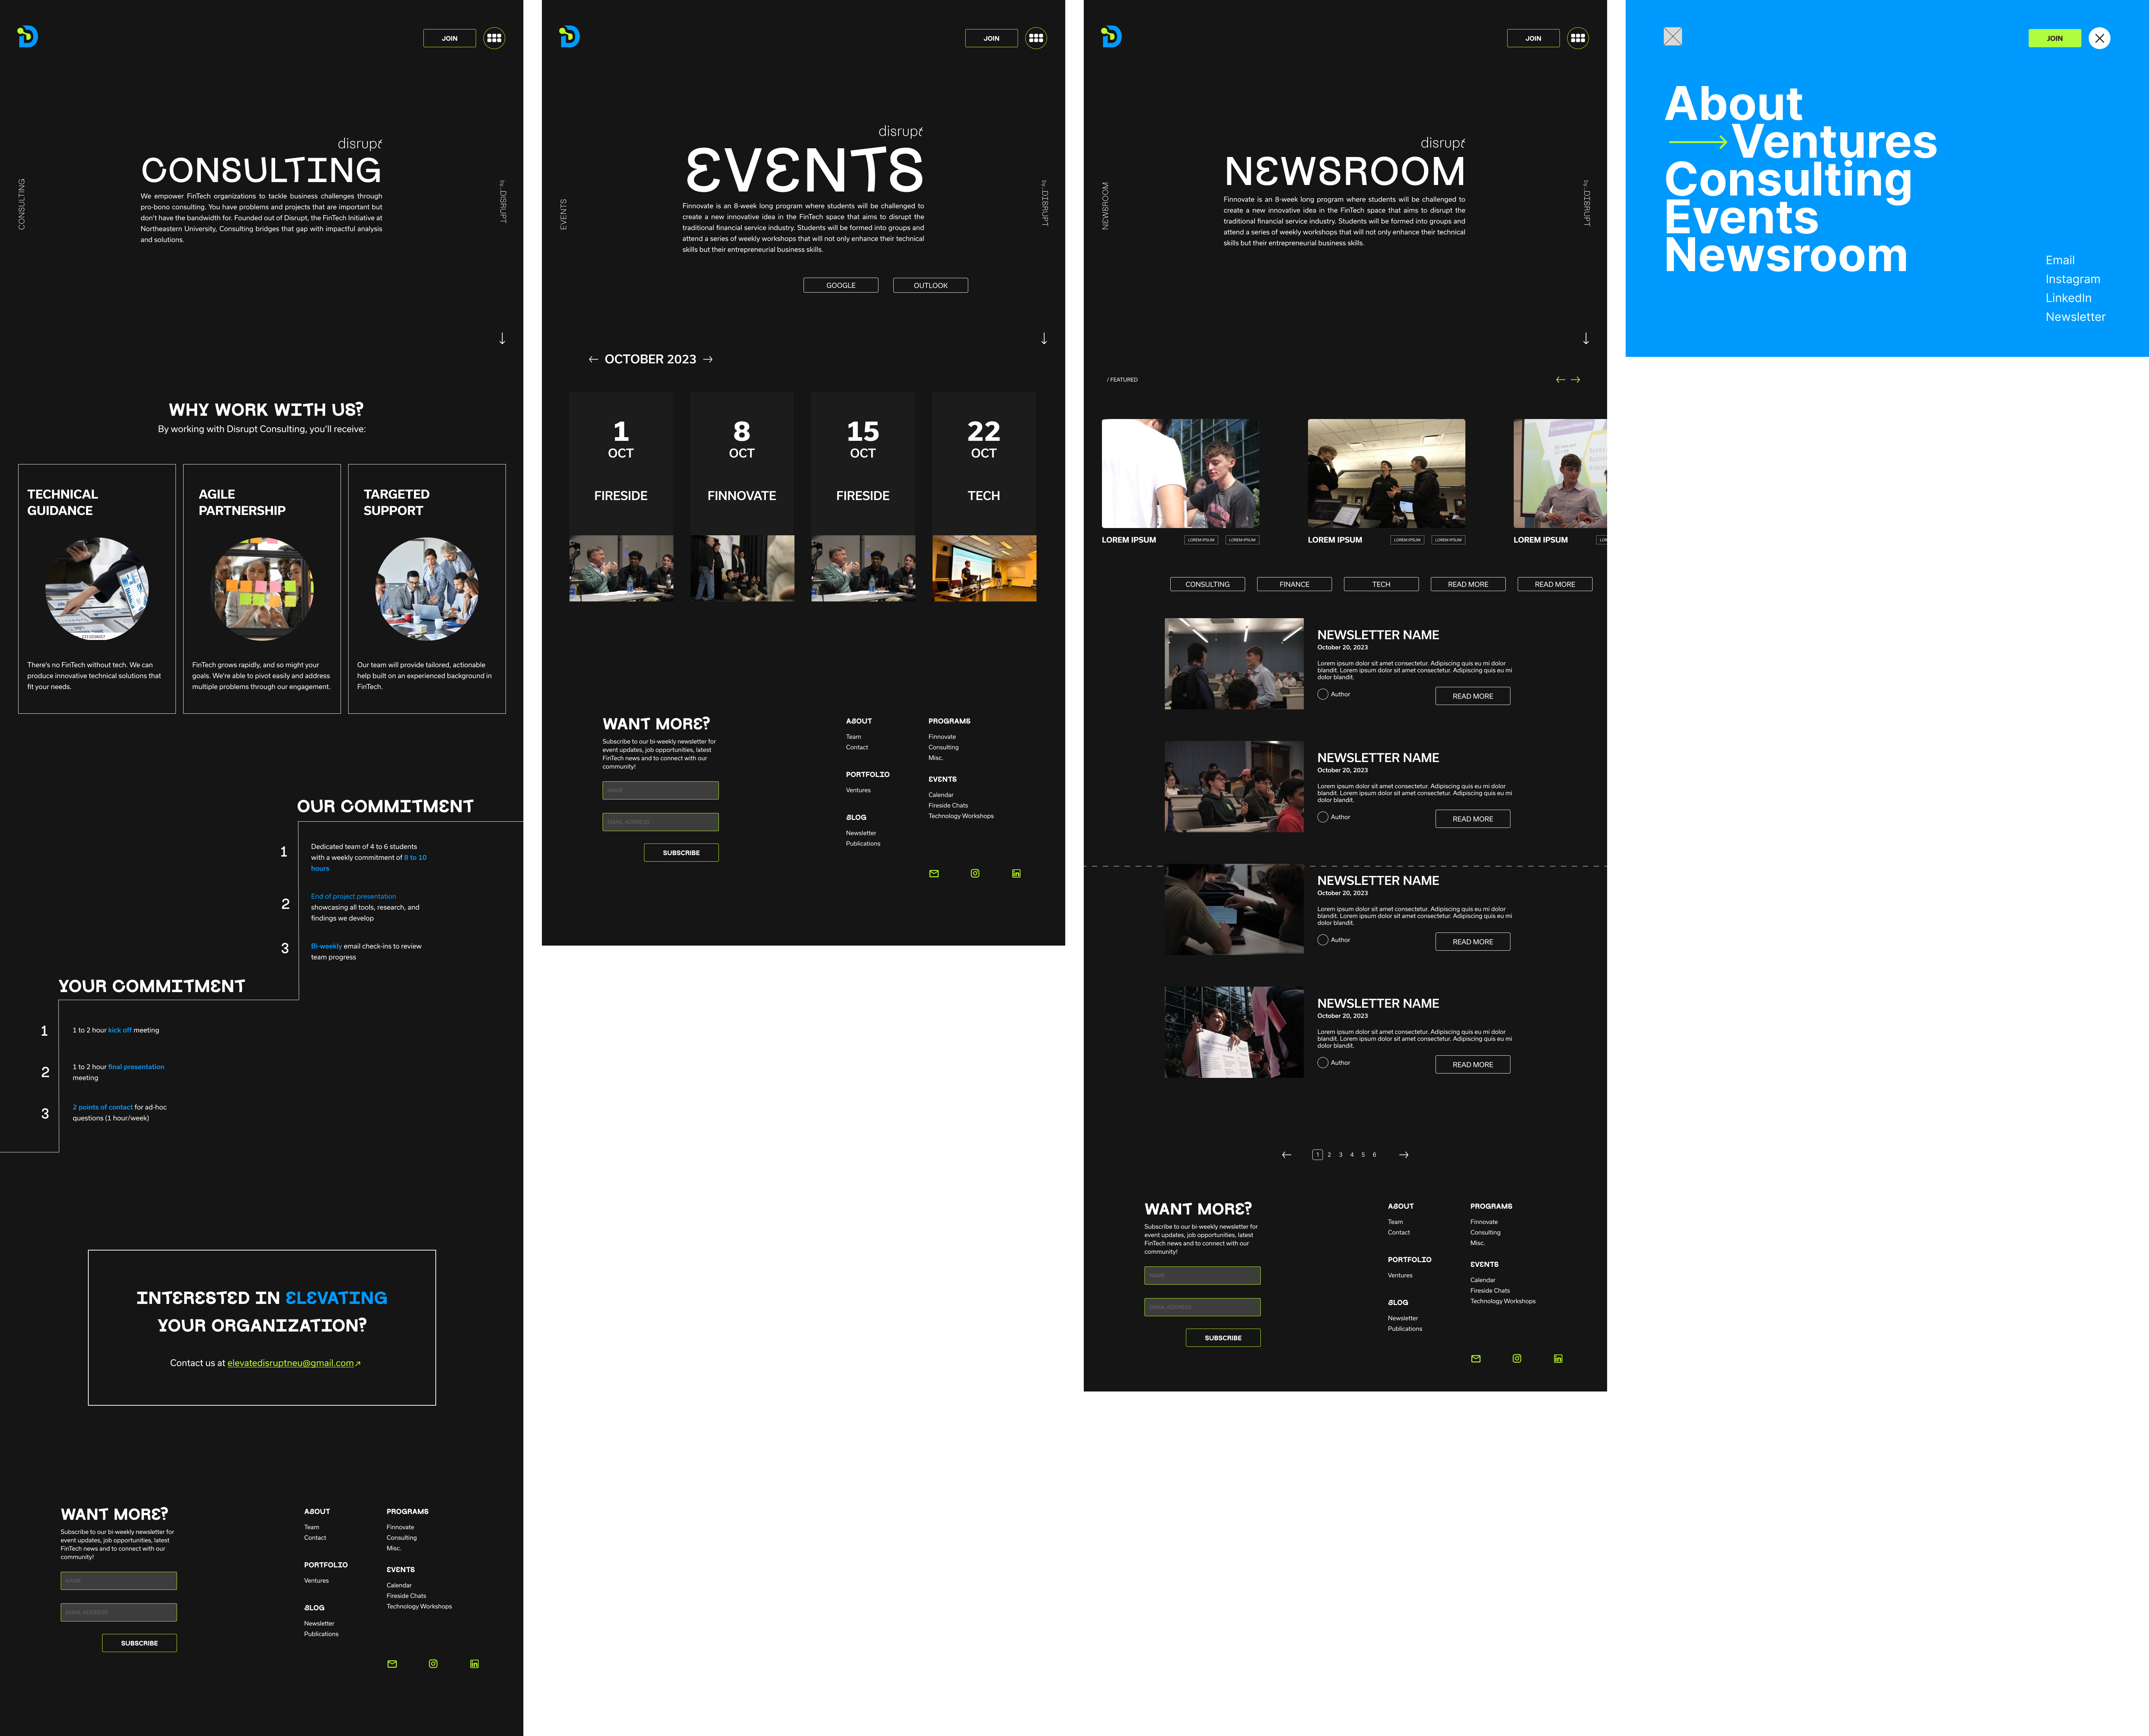 JOIN
disrupt
CONSULTING
CONSULTING
by DISRUPT
We empower FinTech organizations to tackle business challenges through
pro-bono consulting. You have problems and projects that are important but
don't have the bandwidth for. Founded out of Disrupt, the FinTech Initiative at
Northeastern University, Consulting bridges that gap with impactful analysis
and solutions.
WHY WORK WITH US?
By working with Disrupt Consulting, you'll receive:
TECHNICAL
GUIDANCE
There's no FinTech without tech. We can
produce innovative technical solutions that
fit your needs.
AGILE
PARTNERSHIP
FinTech grows rapidly, and so might your
goals. We're able to pivot easily and address
multiple problems through our engagement.
TARGETED
SUPPORT
Our team will provide tailored, actionable
help built on an experienced background in
FinTech.
OUR COMMITMENT
1
Dedicated team of 4 to 6 students
with a weekly commitment of 8 to 10
hours
2
End of project presentation
showcasing all tools, research, and
findings we develop
3
Bi-weekly email check-ins to review
team progress
YOUR COMMITMENT
1
1 to 2 hour kick off meeting
2
1 to 2 hour final presentation
meeting
3
2 points of contact for ad-hoc
questions (1 hour/week)
INTERESTED IN ELEVATING
YOUR ORGANIZATION?
Contact us at elevatedisruptneu@gmail.com
WANT MORE?
Subscribe to our bi-weekly newsletter for
event updates, job opportunities, latest
FinTech news and to connect with our
community!
NAME
EMAIL ADDRESS
SUBSCRIBE
ABOUT
Team
Contact
PORTFOLIO
Ventures
BLOG
Newsletter
Publications
PROGRAMS
Finnovate
Consulting
Misc.
EVENTS
Calendar
Fireside Chats
Technology Workshops
JOIN
disrupt
EVENTS
EVENTS
by DISRUPT
Finnovate is an 8-week long program where students will be challenged to
create a new innovative idea in the FinTech space that aims to disrupt the
traditional financial service industry. Students will be formed into groups and
attend a series of weekly workshops that will not only enhance their technical
skills but their entrepreneurial business skills.
GOOGLE
OUTLOOK
OCTOBER 2023
1
OCT
FIRESIDE
8
OCT
FINNOVATE
15
OCT
FIRESIDE
22
OCT
TECH
WANT MORE?
Subscribe to our bi-weekly newsletter for
event updates, job opportunities, latest
FinTech news and to connect with our
community!
NAME
EMAIL ADDRESS
SUBSCRIBE
ABOUT
Team
Contact
PORTFOLIO
Ventures
BLOG
Newsletter
Publications
PROGRAMS
Finnovate
Consulting
Misc.
EVENTS
Calendar
Fireside Chats
Technology Workshops
JOIN
disrupt
NEWSROOM
NEWSROOM
by DISRUPT
Finnovate is an 8-week long program where students will be challenged to
create a new innovative idea in the FinTech space that aims to disrupt the
traditional financial service industry. Students will be formed into groups and
attend a series of weekly workshops that will not only enhance their technical
skills but their entrepreneurial business skills.
/ FEATURED
LOREM IPSUM
LOREM IPSUM
LOREM IPSUM
LOREM IPSUM
LOREM IPSUM
LOREM IPSUM
LOREM IPSUM
CONSULTING
FINANCE
TECH
READ MORE
READ MORE
NEWSLETTER NAME
October 20, 2023
Lorem ipsum dolor sit amet consectetur. Adipiscing quis eu mi dolor
blandit. Lorem ipsum dolor sit amet consectetur. Adipiscing quis eu mi
dolor blandit.
Author
READ MORE
NEWSLETTER NAME
October 20, 2023
Lorem ipsum dolor sit amet consectetur. Adipiscing quis eu mi dolor
blandit. Lorem ipsum dolor sit amet consectetur. Adipiscing quis eu mi
dolor blandit.
Author
READ MORE
NEWSLETTER NAME
October 20, 2023
Lorem ipsum dolor sit amet consectetur. Adipiscing quis eu mi dolor
blandit. Lorem ipsum dolor sit amet consectetur. Adipiscing quis eu mi
dolor blandit.
Author
READ MORE
NEWSLETTER NAME
October 20, 2023
Lorem ipsum dolor sit amet consectetur. Adipiscing quis eu mi dolor
blandit. Lorem ipsum dolor sit amet consectetur. Adipiscing quis eu mi
dolor blandit.
Author
READ MORE
1 2 3 4 5 6
WANT MORE?
Subscribe to our bi-weekly newsletter for
event updates, job opportunities, latest
FinTech news and to connect with our
community!
NAME
EMAIL ADDRESS
SUBSCRIBE
ABOUT
Team
Contact
PORTFOLIO
Ventures
BLOG
Newsletter
Publications
PROGRAMS
Finnovate
Consulting
Misc.
EVENTS
Calendar
Fireside Chats
Technology Workshops
JOIN
About
Ventures
Consulting
Events
Newsroom
Email
Instagram
LinkedIn
Newsletter